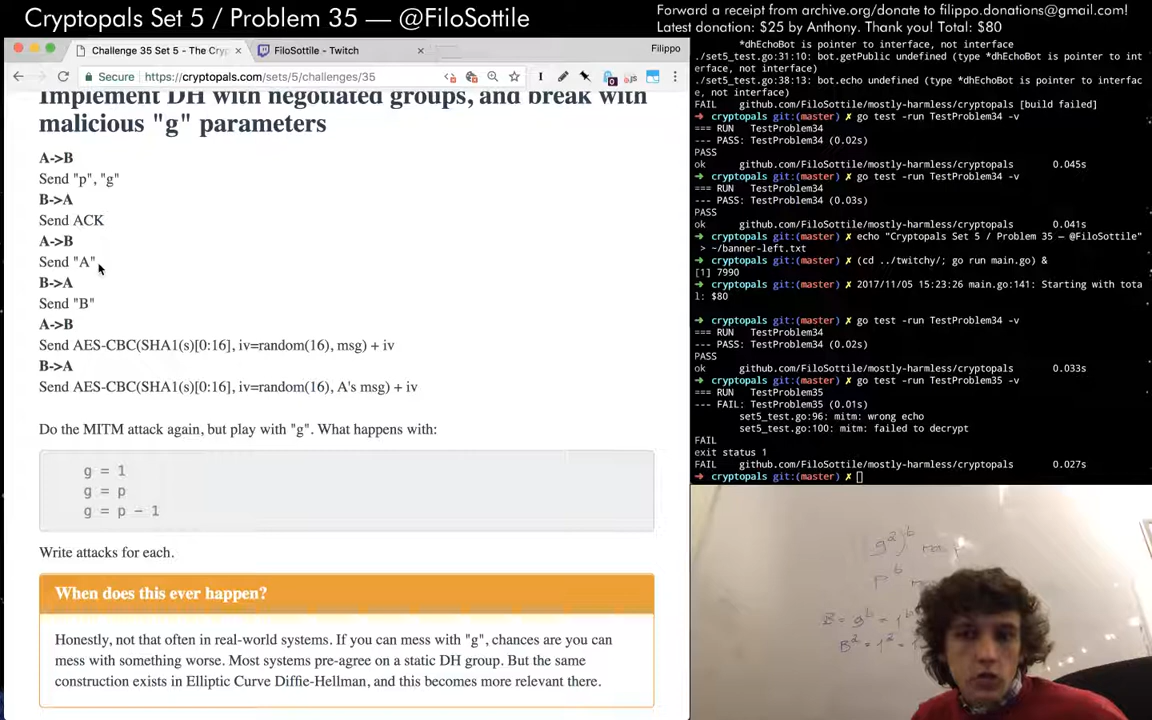 Cryptopals Set 5 / Problem 35 — @FiloSottile
Forward a receipt from archive.org/donate to filippo.donations@gmail.com!
Latest donation: $25 by Anthony. Thank you! Total: $80
Challenge 35 Set 5 - The Cry
FiloSottile - Twitch
Filippo
Secure
https://cryptopals.com/sets/5/challenges/35
Implement DH with negotiated groups, and break with
malicious "g" parameters
A->B
Send "p", "g"
B->A
Send ACK
A->B
Send "A"
B->A
Send "B"
A->B
Send AES-CBC(SHA1(s)[0:16], iv=random(16), msg) + iv
B->A
Send AES-CBC(SHA1(s)[0:16], iv=random(16), A's msg) + iv
Do the MITM attack again, but play with "g". What happens with:
g = 1
g = p
g = p - 1
Write attacks for each.
When does this ever happen?
Honestly, not that often in real-world systems. If you can mess with "g", chances are you can
mess with something worse. Most systems pre-agree on a static DH group. But the same
construction exists in Elliptic Curve Diffie-Hellman, and this becomes more relevant there.
*dhEchoBot is pointer to interface, not interface
./set5_test.go:31:10: bot.getPublic undefined (type *dhEchoBot is pointer to int
erface, not interface)
./set5_test.go:38:13: bot.echo undefined (type *dhEchoBot is pointer to interfac
e, not interface)
FAIL github.com/FiloSottile/mostly-harmless/cryptopals [build failed]
➜ cryptopals git:(master) ✗ go test -run TestProblem34 -v
=== RUN TestProblem34
--- PASS: TestProblem34 (0.02s)
PASS
ok github.com/FiloSottile/mostly-harmless/cryptopals 0.045s
➜ cryptopals git:(master) ✗ go test -run TestProblem34 -v
=== RUN TestProblem34
--- PASS: TestProblem34 (0.03s)
PASS
ok github.com/FiloSottile/mostly-harmless/cryptopals 0.041s
➜ cryptopals git:(master) ✗ echo "Cryptopals Set 5 / Problem 35 — @FiloSottile"
> ~/banner-left.txt
➜ cryptopals git:(master) ✗ (cd ../twitchy/; go run main.go) &
[1] 7990
➜ cryptopals git:(master) ✗ 2017/11/05 15:23:26 main.go:141: Starting with tota
l: $80
➜ cryptopals git:(master) ✗ go test -run TestProblem34 -v
=== RUN TestProblem34
--- PASS: TestProblem34 (0.02s)
PASS
ok github.com/FiloSottile/mostly-harmless/cryptopals 0.033s
➜ cryptopals git:(master) ✗ go test -run TestProblem35 -v
=== RUN TestProblem35
--- FAIL: TestProblem35 (0.01s)
set5_test.go:96: mitm: wrong echo
set5_test.go:100: mitm: failed to decrypt
FAIL
exit status 1
FAIL github.com/FiloSottile/mostly-harmless/cryptopals 0.027s
➜ cryptopals git:(master) ✗
B = g^b = 1^b
B² = 1² = 1